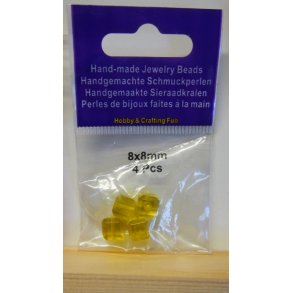 Hand-made Jewelry Beads
Handgemachte Schmuckperlen
Handgemaakte Sieraadkralen
Perles de bijoux faites à la main
Hobby & Crafting Fun
8x8mm
4 Pcs